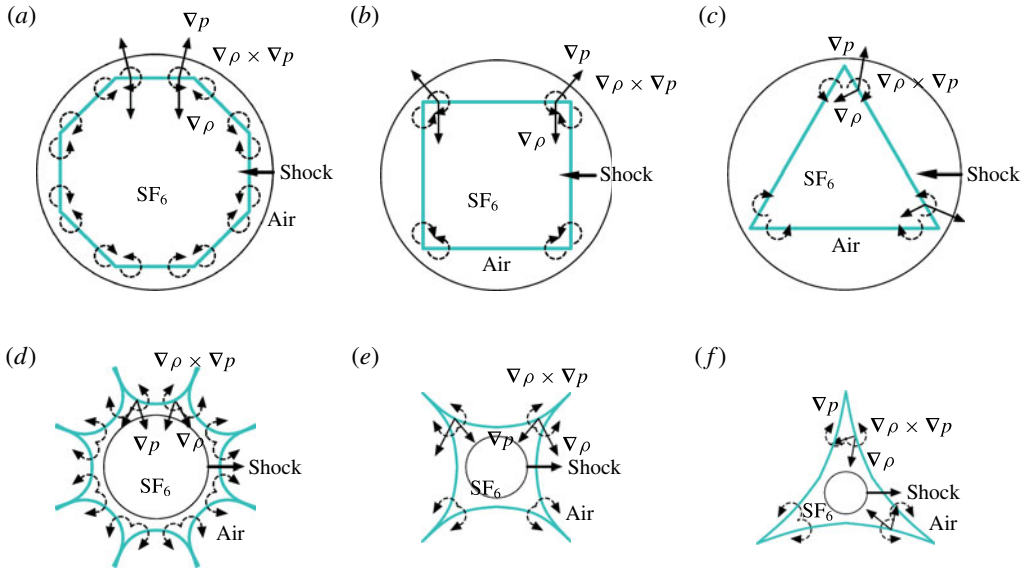 (a)
∇p
∇ρ × ∇p
∇ρ
Shock
SF₆
Air
(b)
∇p
∇ρ × ∇p
∇ρ
Shock
SF₆
Air
(c)
∇p
∇ρ × ∇p
∇ρ
Shock
SF₆
Air
(d)
∇ρ × ∇p
∇p
∇ρ
Shock
SF₆
Air
(e)
∇ρ × ∇p
∇p
∇ρ
Shock
SF₆
Air
(f)
∇p
∇ρ × ∇p
∇ρ
Shock
SF₆
Air